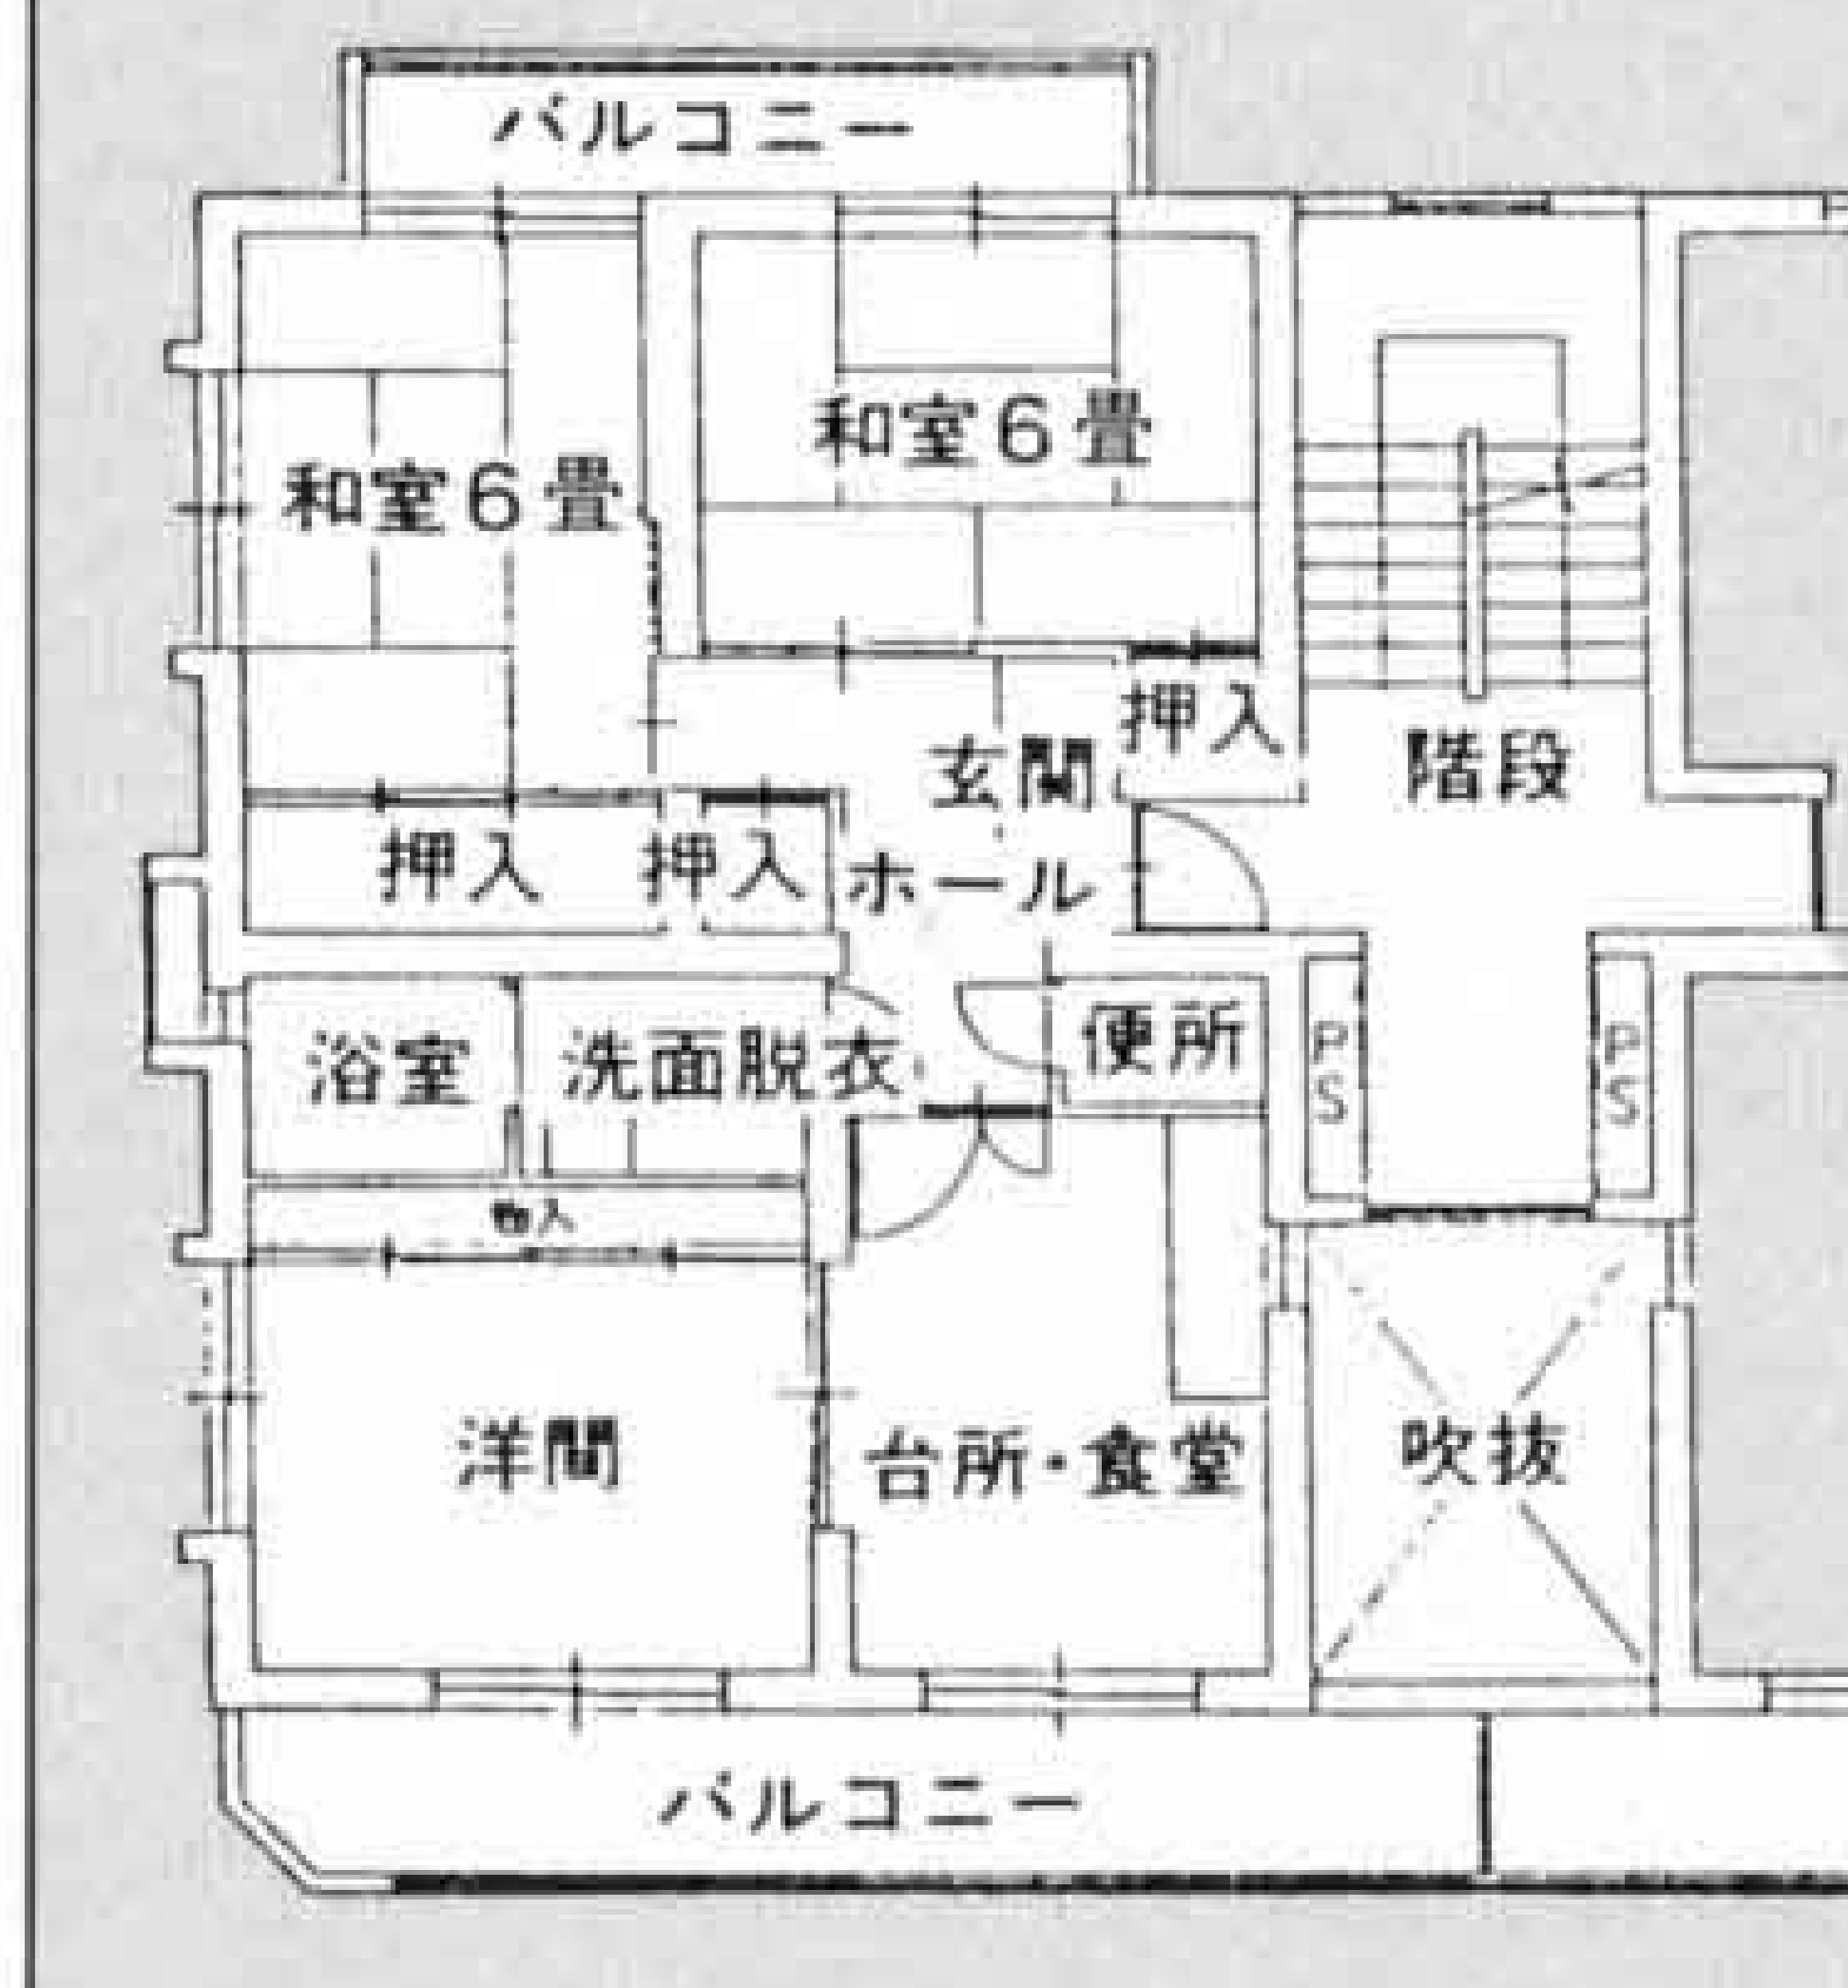 バルコニー
和室6畳
和室6畳
押入
玄関
ホール
階段
押入
押入
浴室
洗面脱衣
便所
PS
PS
物入
洋間
台所・食堂
吹抜
バルコニー